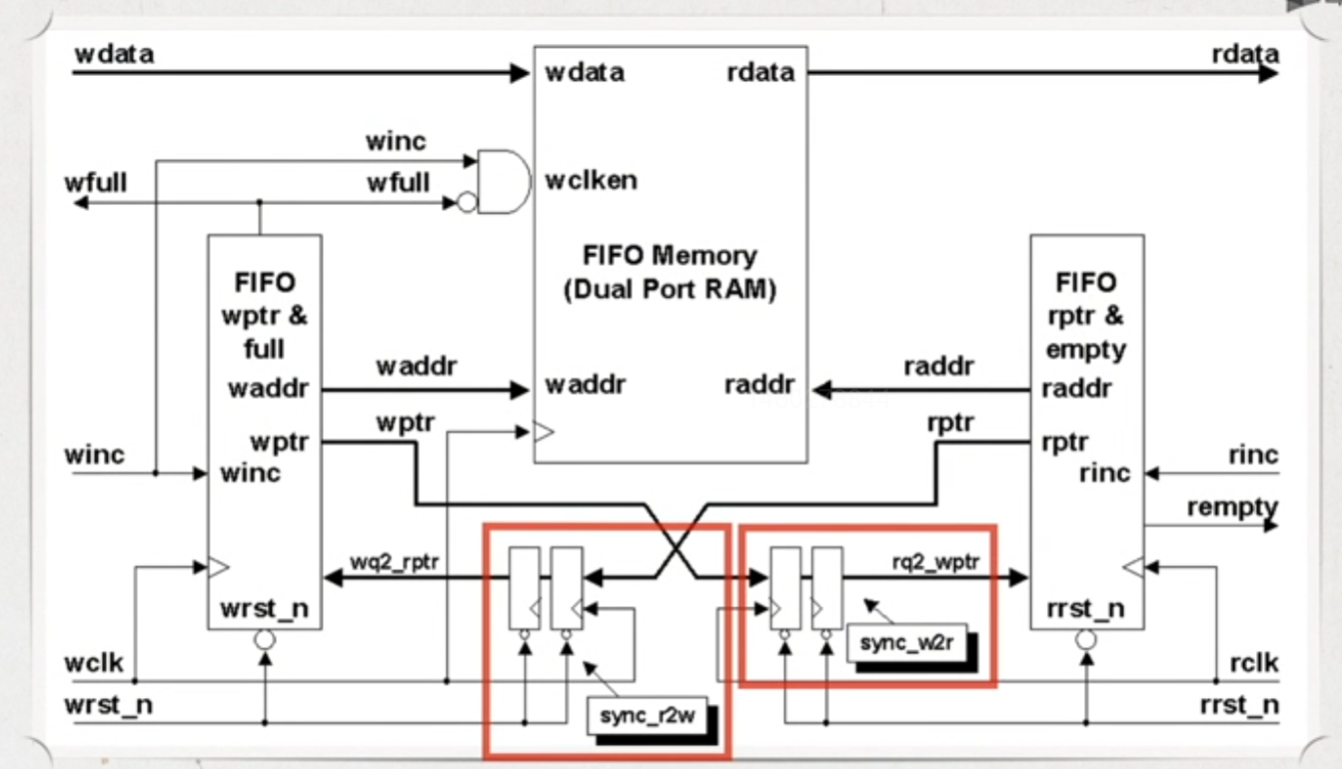 wdata
rdata
wdata
rdata
winc
wfull
wfull
wclken
FIFO Memory
(Dual Port RAM)
FIFO
wptr &
full
FIFO
rptr &
empty
waddr
waddr
waddr
raddr
raddr
raddr
wptr
wptr
rptr
rptr
winc
winc
rinc
rinc
rempty
wq2_rptr
rq2_wptr
wrst_n
rrst_n
sync_w2r
wclk
rclk
wrst_n
sync_r2w
rrst_n